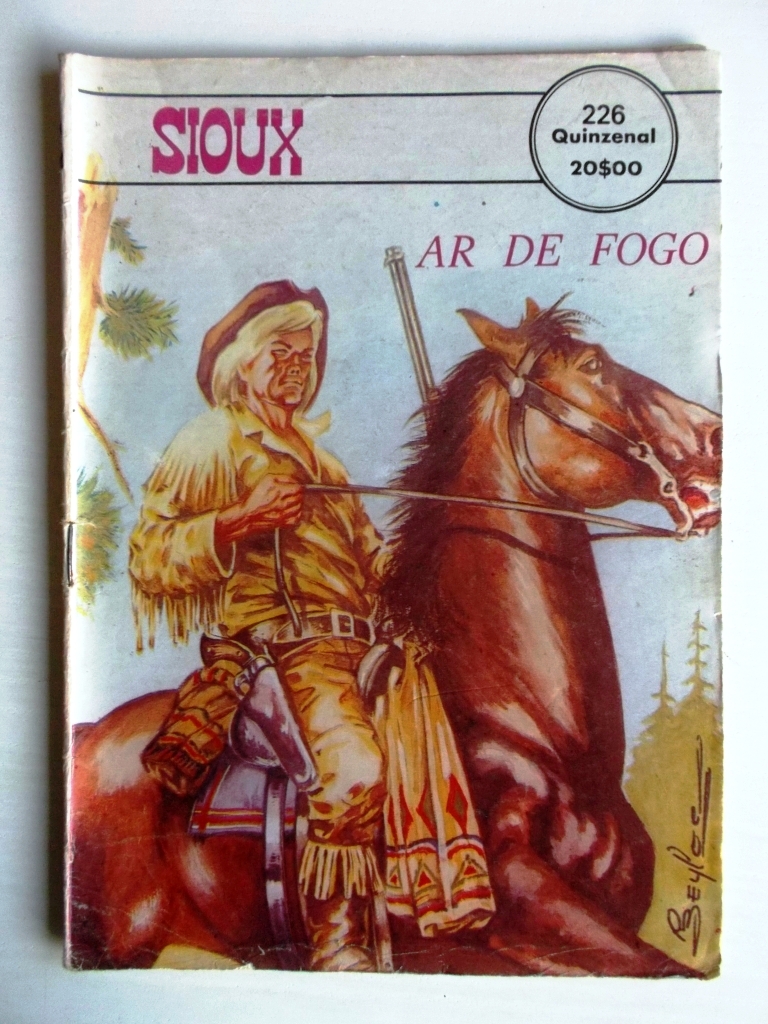 SIOUX
226
Quinzenal
20$00
AR DE FOGO